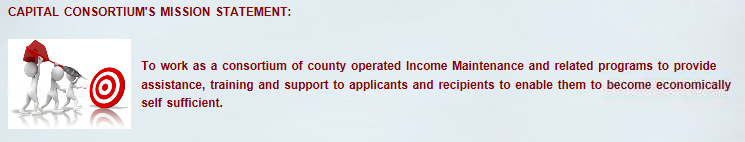 CAPITAL CONSORTIUM'S MISSION STATEMENT:
To work as a consortium of county operated Income Maintenance and related programs to provide
assistance, training and support to applicants and recipients to enable them to become economically
self sufficient.